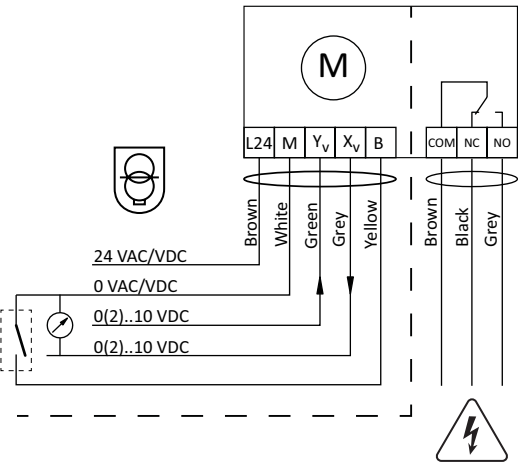 M
L24 M Yv Xv B COM NC NO
Brown White Green Grey Yellow Brown Black Grey
24 VAC/VDC
0 VAC/VDC
0(2)..10 VDC
0(2)..10 VDC